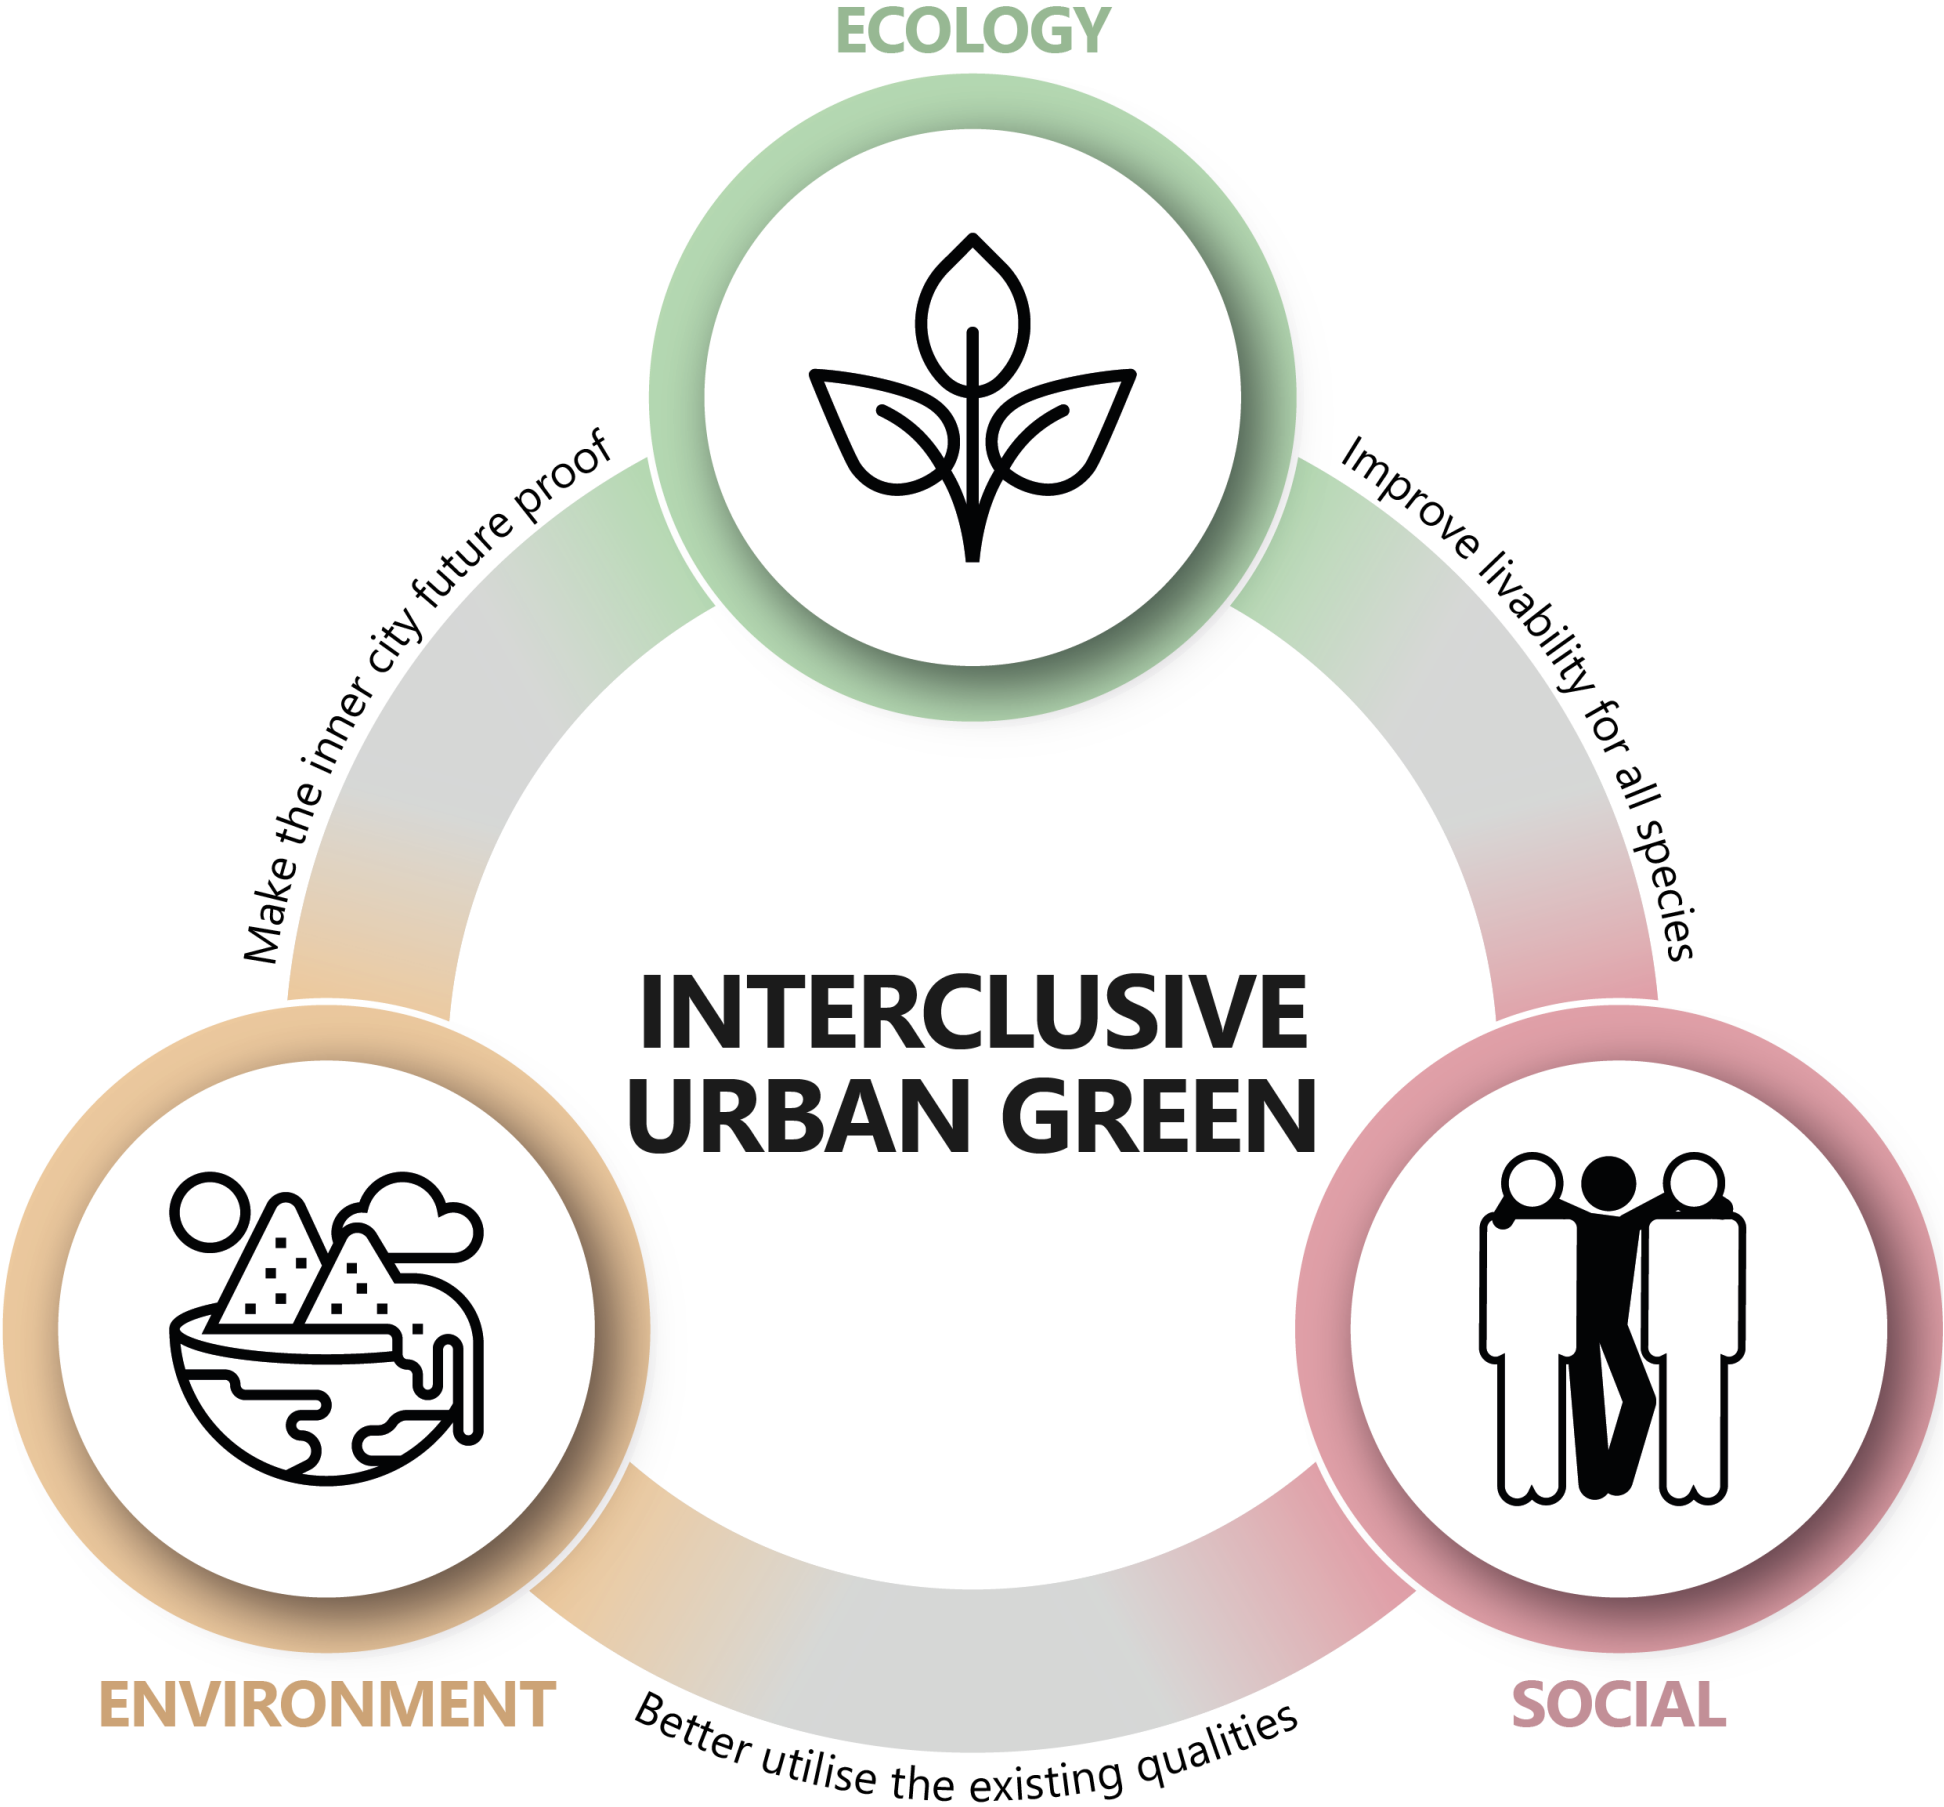 ECOLOGY
Make the inner city future proof
Improve livability for all species
INTERCLUSIVE
URBAN GREEN
ENVIRONMENT
SOCIAL
Better utilise the existing qualities